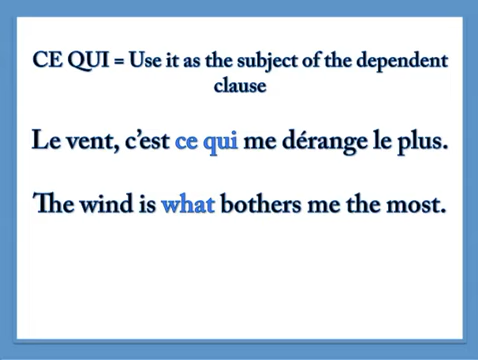 CE QUI = Use it as the subject of the dependent
clause
Le vent, c’est ce qui me dérange le plus.
The wind is what bothers me the most.